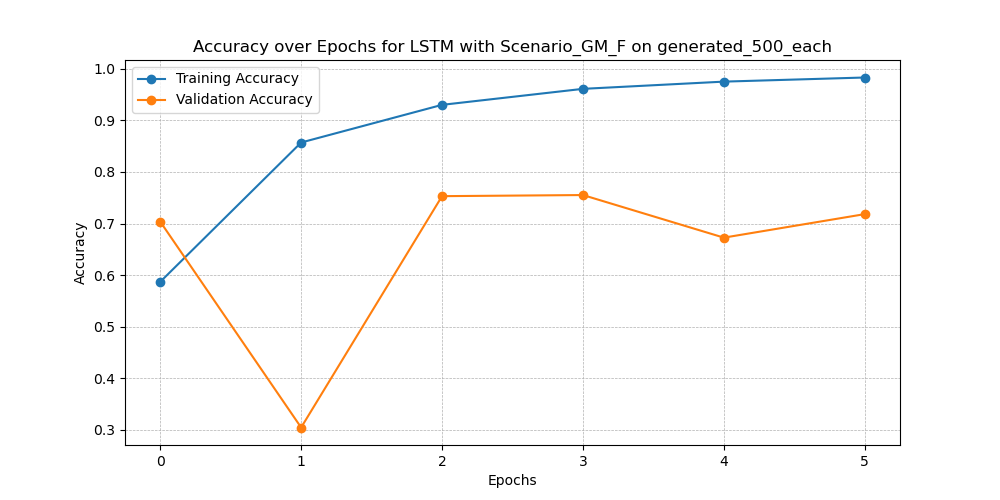 Accuracy over Epochs for LSTM with Scenario_GM_F on generated_500_each
Training Accuracy
Validation Accuracy
1.0
0.9
0.8
0.7
0.6
0.5
0.4
0.3
Accuracy
0 1 2 3 4 5
Epochs